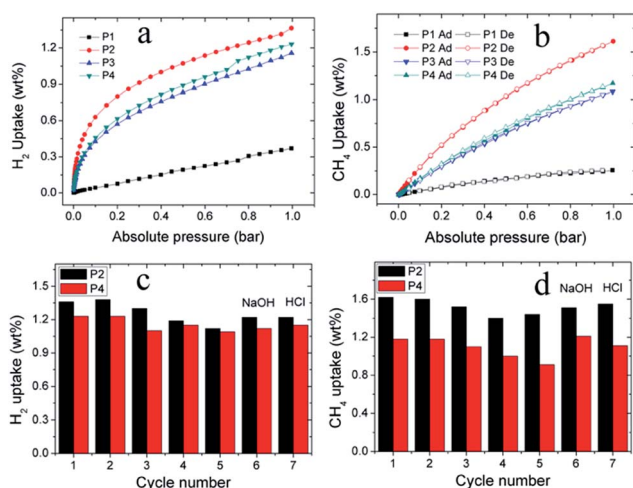 a
H2 Uptake (wt%)
1.2
0.9
0.6
0.3
0.0
P1
P2
P3
P4
0.0 0.2 0.4 0.6 0.8 1.0
Absolute pressure (bar)
b
CH4 Uptake (wt%)
1.5
1.0
0.5
0.0
P1 Ad P1 De
P2 Ad P2 De
P3 Ad P3 De
P4 Ad P4 De
0.0 0.2 0.4 0.6 0.8 1.0
Absolute pressure (bar)
c
H2 uptake (wt%)
1.5
1.2
0.9
0.6
0.3
0.0
P2
P4
NaOH HCl
1 2 3 4 5 6 7
Cycle number
d
CH4 uptake (wt%)
1.6
1.2
0.8
0.4
0.0
P2
P4
NaOH HCl
1 2 3 4 5 6 7
Cycle number